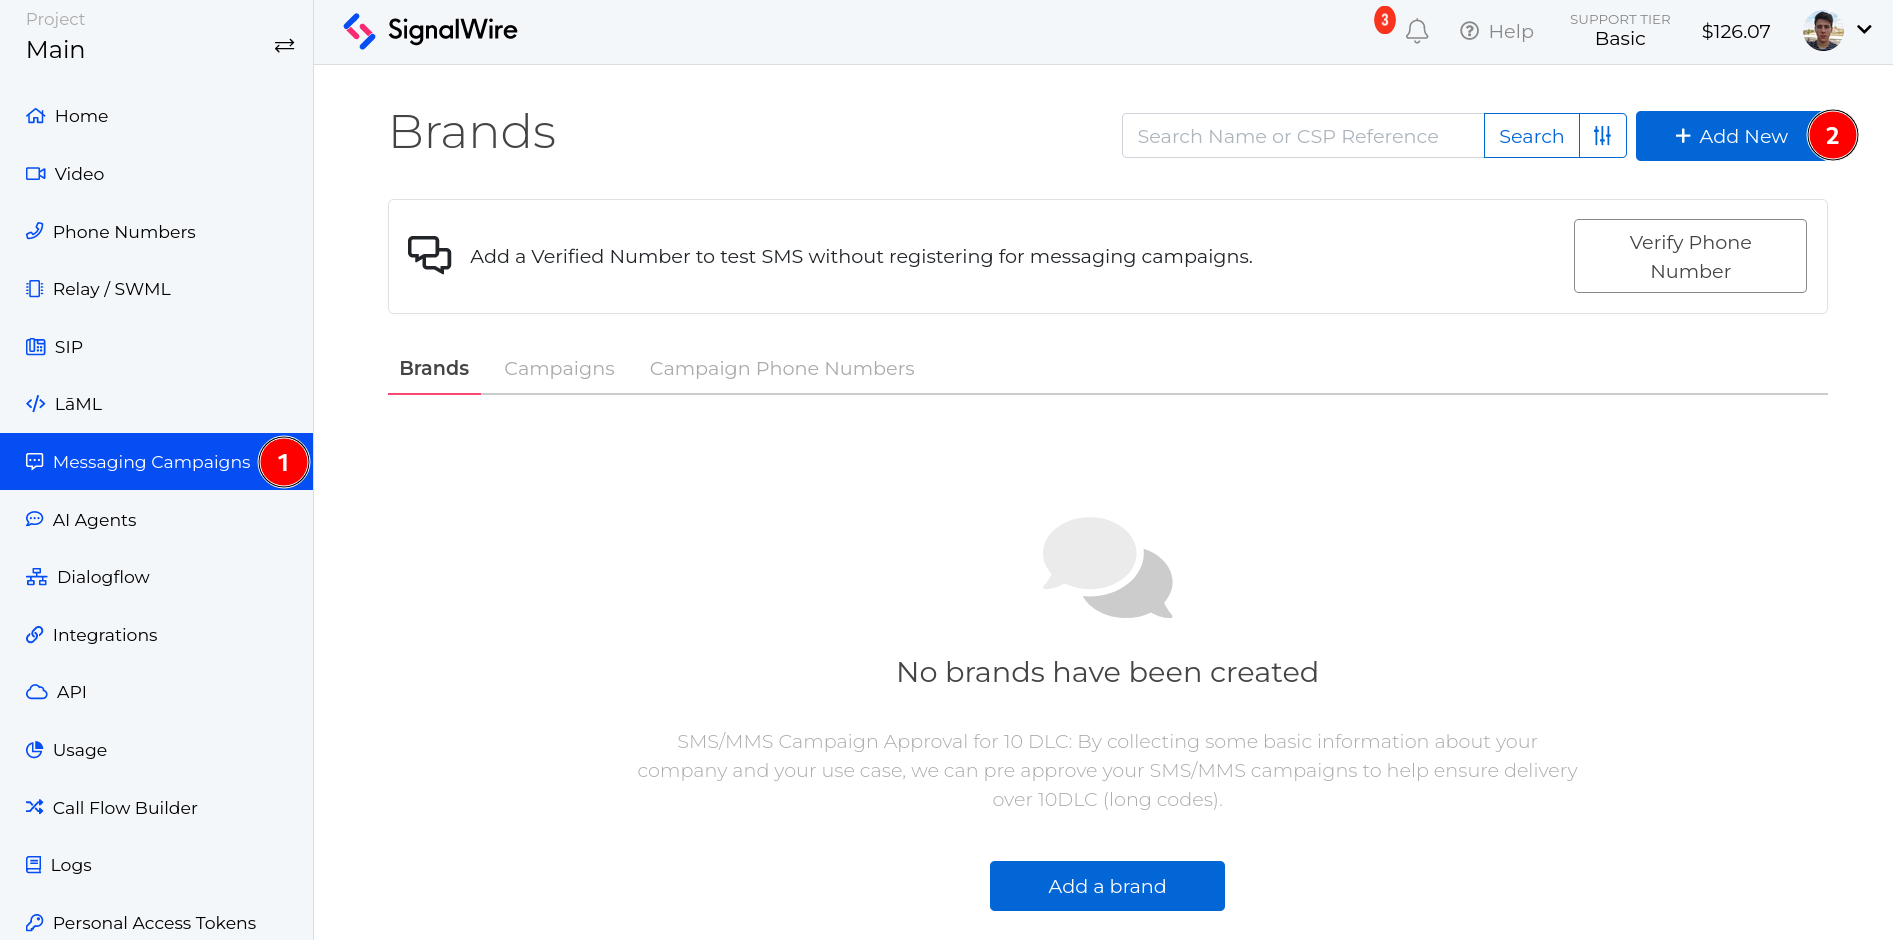 Project
Main
Home
Video
Phone Numbers
Relay / SWML
SIP
LāML
Messaging Campaigns
1
AI Agents
Dialogflow
Integrations
API
Usage
Call Flow Builder
Logs
Personal Access Tokens
SignalWire
3
Help
SUPPORT TIER
Basic
$126.07
Brands
Search Name or CSP Reference
Search
+ Add New
2
Add a Verified Number to test SMS without registering for messaging campaigns.
Verify Phone
Number
Brands
Campaigns
Campaign Phone Numbers
No brands have been created
SMS/MMS Campaign Approval for 10 DLC: By collecting some basic information about your
company and your use case, we can pre approve your SMS/MMS campaigns to help ensure delivery
over 10DLC (long codes).
Add a brand